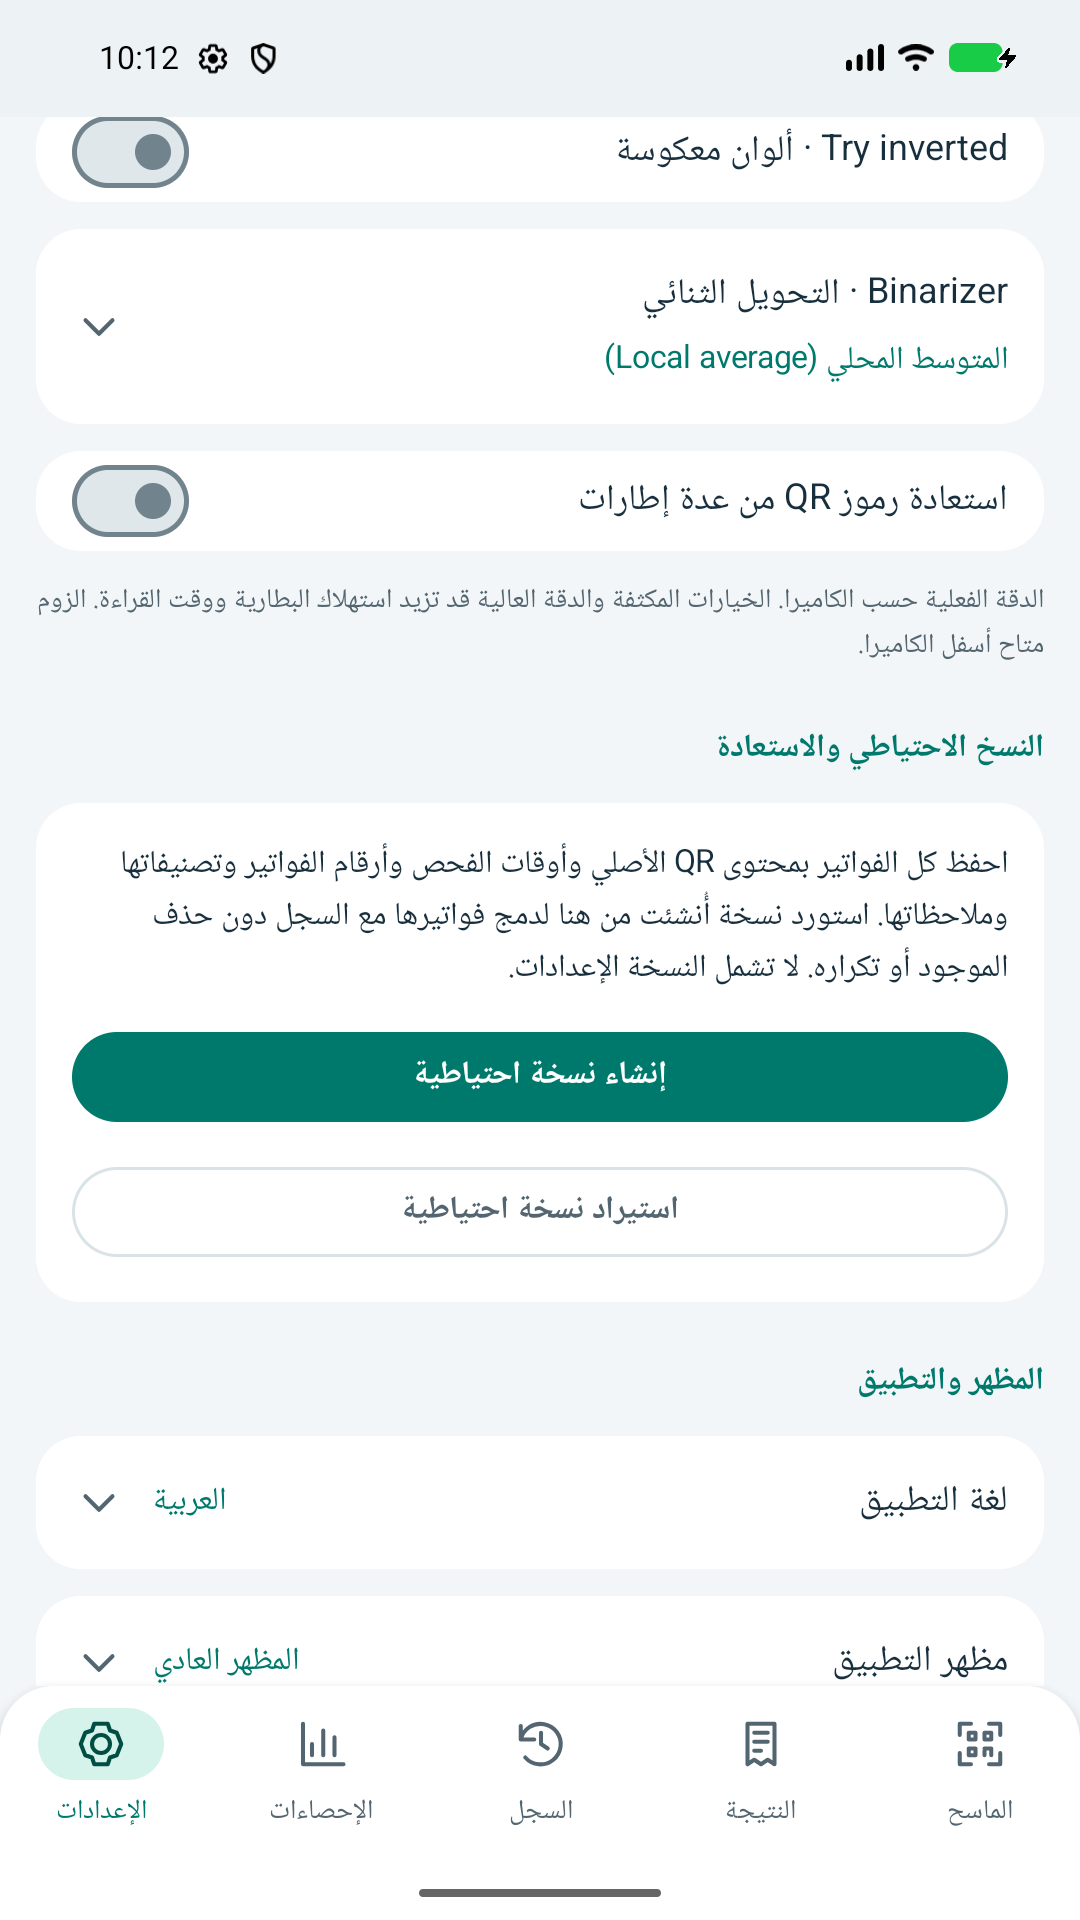 10:12
Try inverted · ألوان معكوسة
Binarizer · التحويل الثنائي
المتوسط المحلي (Local average)
استعادة رموز QR من عدة إطارات
الدقة الفعلية حسب الكاميرا. الخيارات المكثفة والدقة العالية قد تزيد استهلاك البطارية ووقت القراءة. الزوم
متاح أسفل الكاميرا.
النسخ الاحتياطي والاستعادة
احفظ كل الفواتير بمحتوى QR الأصلي وأوقات الفحص وأرقام الفواتير وتصنيفاتها
وملاحظاتها. استورد نسخة أُنشئت من هنا لدمج فواتيرها مع السجل دون حذف
الموجود أو تكراره. لا تشمل النسخة الإعدادات.
إنشاء نسخة احتياطية
استيراد نسخة احتياطية
المظهر والتطبيق
لغة التطبيق
العربية
مظهر التطبيق
المظهر العادي
الماسح
النتيجة
السجل
الإحصاءات
الإعدادات